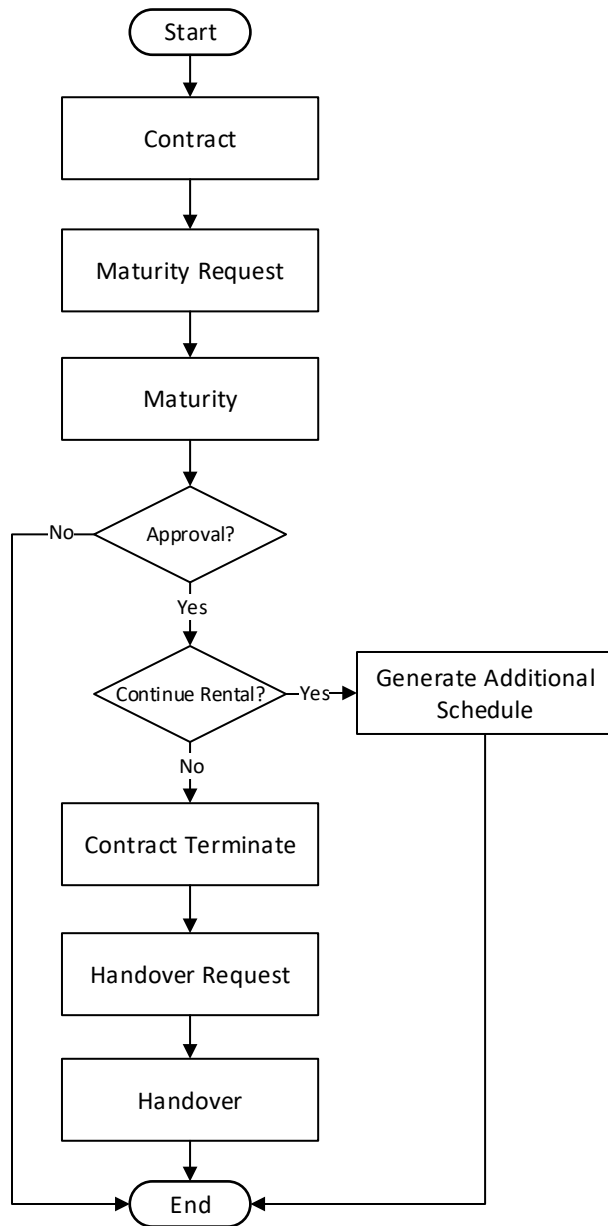 Start
Contract
Maturity Request
Maturity
Approval?
No
Yes
Continue Rental?
Yes
Generate Additional
Schedule
No
Contract Terminate
Handover Request
Handover
End